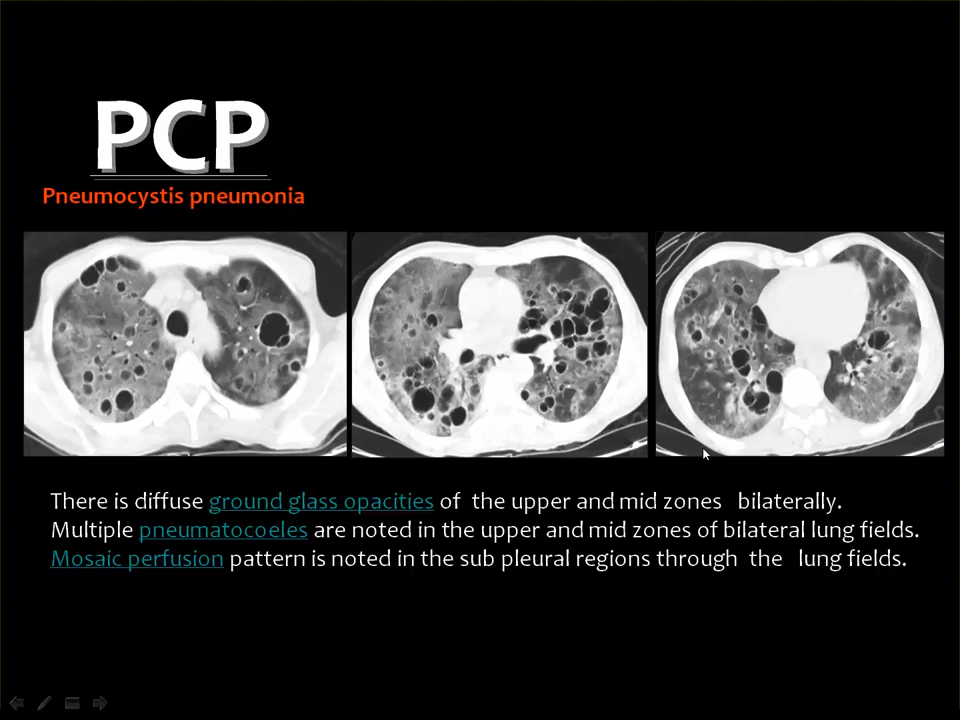 PCP
Pneumocystis pneumonia
There is diffuse ground glass opacities of the upper and mid zones bilaterally.
Multiple pneumatocoeles are noted in the upper and mid zones of bilateral lung fields.
Mosaic perfusion pattern is noted in the sub pleural regions through the lung fields.